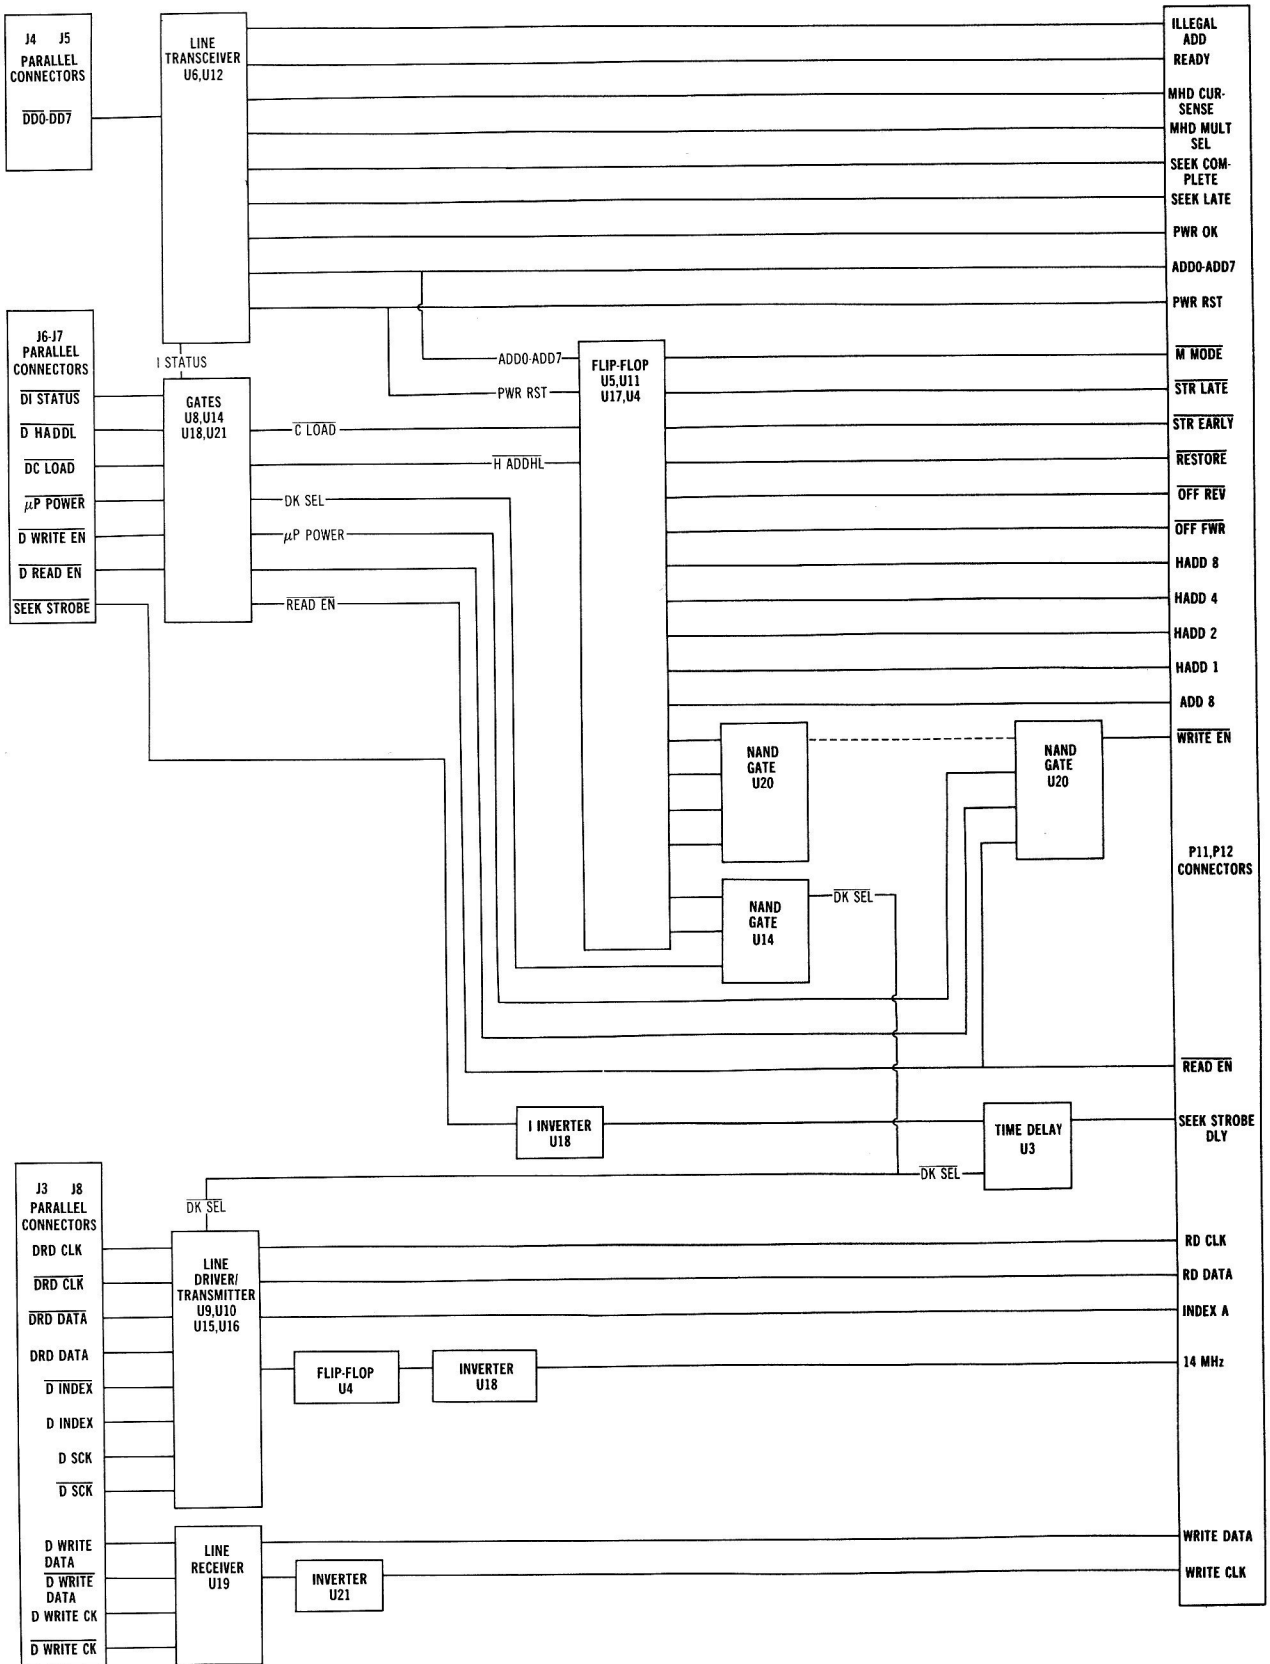 J4 J5
PARALLEL
CONNECTORS
DD0-DD7
LINE
TRANSCEIVER
U6,U12
ILLEGAL
ADD
READY
MHD CUR-
SENSE
MHD MULT
SEL
SEEK COM-
PLETE
SEEK LATE
PWR OK
ADD0-ADD7
PWR RST
M MODE
STR LATE
STR EARLY
RESTORE
OFF REV
OFF FWR
HADD 8
HADD 4
HADD 2
HADD 1
ADD 8
WRITE EN
P11,P12
CONNECTORS
READ EN
SEEK STROBE
DLY
RD CLK
RD DATA
INDEX A
14 MHz
WRITE DATA
WRITE CLK
J6-J7
PARALLEL
CONNECTORS
DI STATUS
D HADDL
DC LOAD
µP POWER
D WRITE EN
D READ EN
SEEK STROBE
I STATUS
GATES
U8,U14
U18,U21
C LOAD
H ADDHL
DK SEL
µP POWER
READ EN
ADD0-ADD7
PWR RST
FLIP-FLOP
U5,U11
U17,U4
NAND
GATE
U20
NAND
GATE
U20
NAND
GATE
U14
DK SEL
I INVERTER
U18
TIME DELAY
U3
DK SEL
DK SEL
J3 J8
PARALLEL
CONNECTORS
DRD CLK
DRD CLK
DRD DATA
DRD DATA
D INDEX
D INDEX
D SCK
D SCK
D WRITE
DATA
D WRITE
DATA
D WRITE CK
D WRITE CK
LINE
DRIVER/
TRANSMITTER
U9,U10
U15,U16
FLIP-FLOP
U4
INVERTER
U18
LINE
RECEIVER
U19
INVERTER
U21